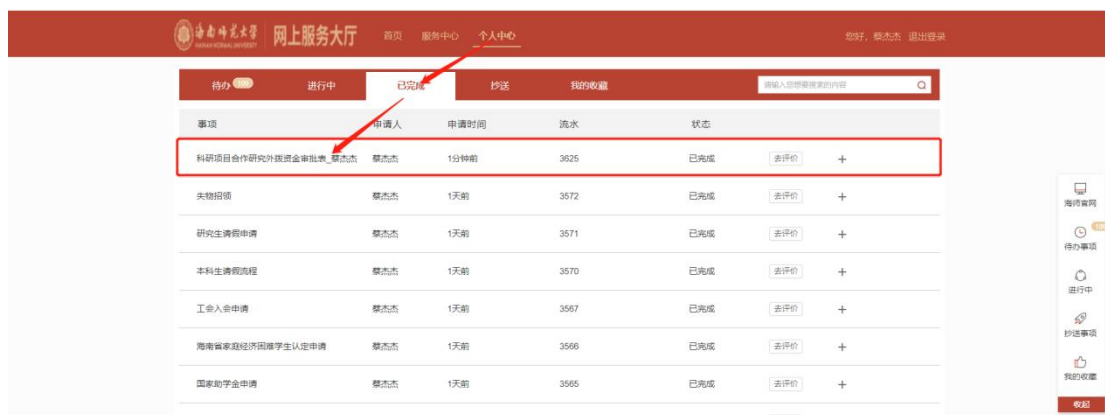 海南师范大学
HAINAN NORMAL UNIVERSITY
网上服务大厅 首页 服务中心 个人中心 您好，蔡杰杰 退出登录
待办 进行中 已完成 抄送 我的收藏 请输入您想要搜索的内容
事项 申请人 申请时间 流水 状态
科研项目合作研究外拨资金审批表_蔡杰杰 蔡杰杰 1分钟前 3625 已完成 去评价 +
失物招领 蔡杰杰 1天前 3572 已完成 去评价 +
研究生请假申请 蔡杰杰 1天前 3571 已完成 去评价 +
本科生请假流程 蔡杰杰 1天前 3570 已完成 去评价 +
工会入会申请 蔡杰杰 1天前 3567 已完成 去评价 +
海南省家庭经济困难学生认定申请 蔡杰杰 1天前 3566 已完成 去评价 +
国家助学金申请 蔡杰杰 1天前 3565 已完成 去评价 +
海师官网
待办事项
进行中
抄送事项
我的收藏
收起